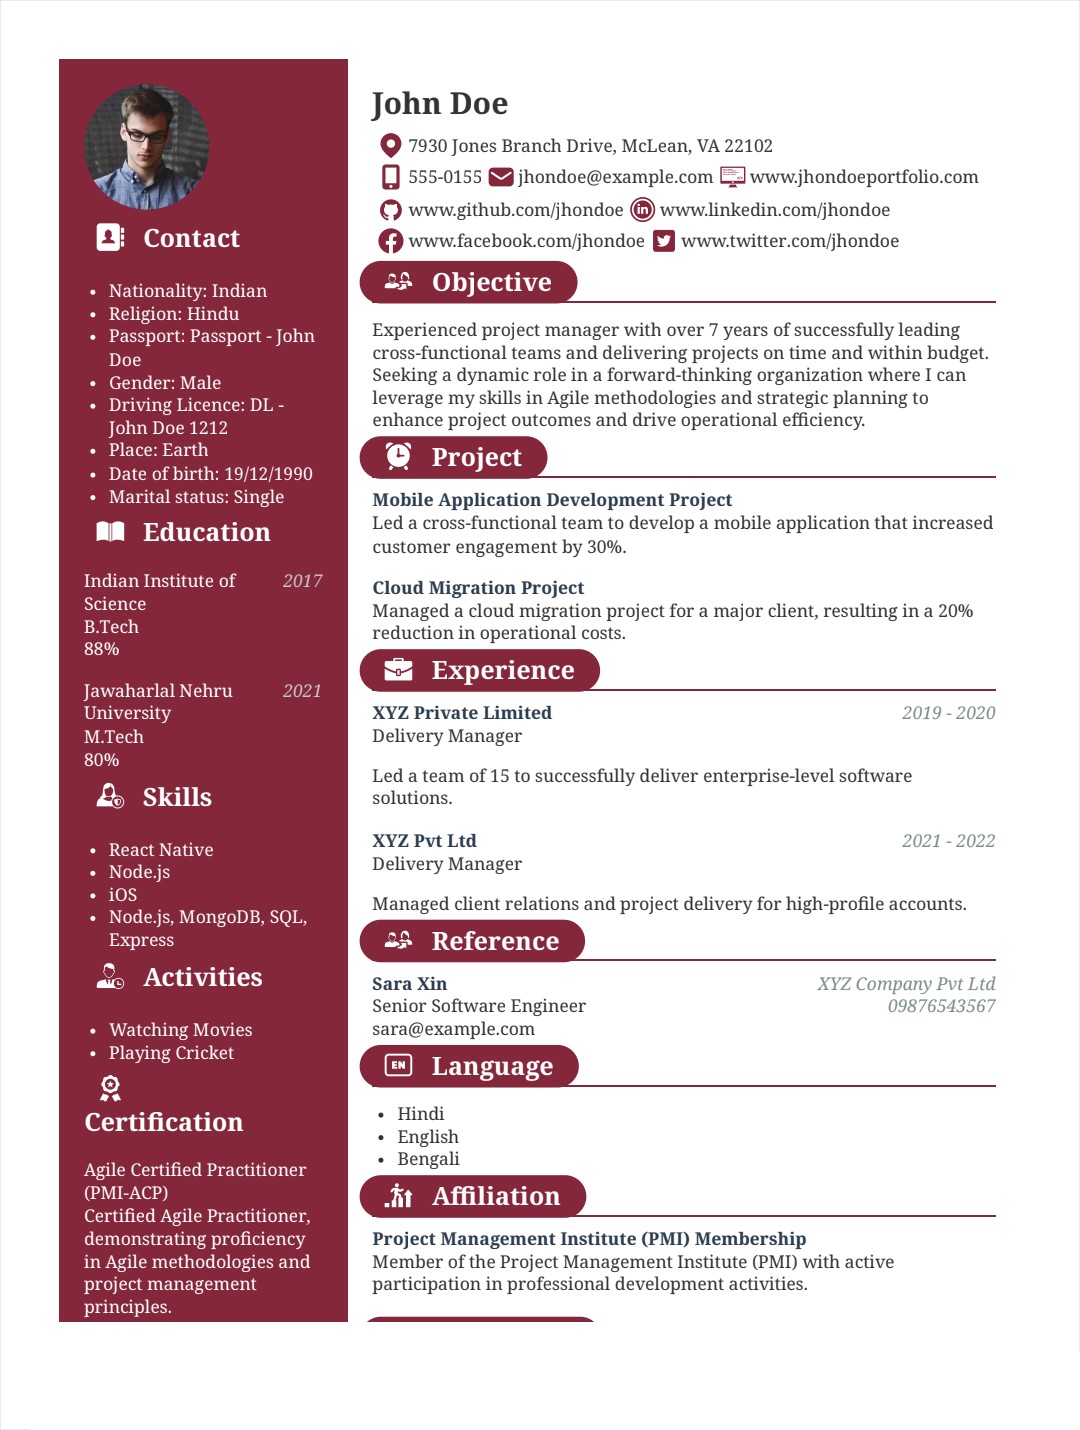 John Doe
7930 Jones Branch Drive, McLean, VA 22102
555-0155 jhondoe@example.com www.jhondoeportfolio.com
www.github.com/jhondoe www.linkedin.com/jhondoe
www.facebook.com/jhondoe www.twitter.com/jhondoe
Contact
• Nationality: Indian
• Religion: Hindu
• Passport: Passport - John
Doe
• Gender: Male
• Driving Licence: DL -
John Doe 1212
• Place: Earth
• Date of birth: 19/12/1990
• Marital status: Single
Education
Indian Institute of 2017
Science
B.Tech
88%
Jawaharlal Nehru 2021
University
M.Tech
80%
Skills
• React Native
• Node.js
• iOS
• Node.js, MongoDB, SQL,
Express
Activities
• Watching Movies
• Playing Cricket
Certification
Agile Certified Practitioner
(PMI-ACP)
Certified Agile Practitioner,
demonstrating proficiency
in Agile methodologies and
project management
principles.
Objective
Experienced project manager with over 7 years of successfully leading
cross-functional teams and delivering projects on time and within budget.
Seeking a dynamic role in a forward-thinking organization where I can
leverage my skills in Agile methodologies and strategic planning to
enhance project outcomes and drive operational efficiency.
Project
Mobile Application Development Project
Led a cross-functional team to develop a mobile application that increased
customer engagement by 30%.
Cloud Migration Project
Managed a cloud migration project for a major client, resulting in a 20%
reduction in operational costs.
Experience
XYZ Private Limited 2019 - 2020
Delivery Manager
Led a team of 15 to successfully deliver enterprise-level software
solutions.
XYZ Pvt Ltd 2021 - 2022
Delivery Manager
Managed client relations and project delivery for high-profile accounts.
Reference
Sara Xin XYZ Company Pvt Ltd
Senior Software Engineer 09876543567
sara@example.com
EN Language
• Hindi
• English
• Bengali
Affiliation
Project Management Institute (PMI) Membership
Member of the Project Management Institute (PMI) with active
participation in professional development activities.